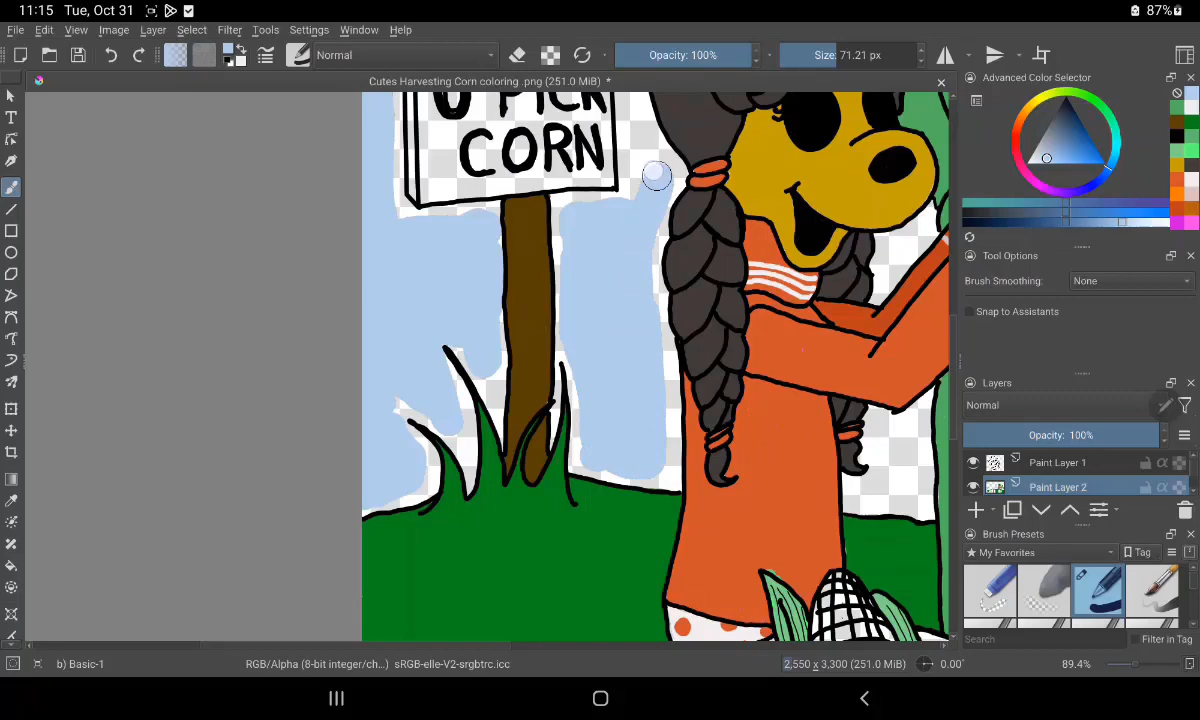 11:15 Tue, Oct 31
87%
File Edit View Image Layer Select Filter Tools Settings Window Help
Normal
Opacity: 100%
Size: 71.21 px
Cutes Harvesting Corn coloring .png (251.0 MiB) *
Advanced Color Selector
U PICK
CORN
Tool Options
Brush Smoothing: None
Snap to Assistants
Layers
Normal
Opacity: 100%
Paint Layer 1
Paint Layer 2
Brush Presets
★ My Favorites
Tag
Search
Filter in Tag
b) Basic-1
RGB/Alpha (8-bit integer/ch...) sRGB-elle-V2-srgbtrc.icc
2,550 x 3,300 (251.0 MiB)
0.00°
89.4%